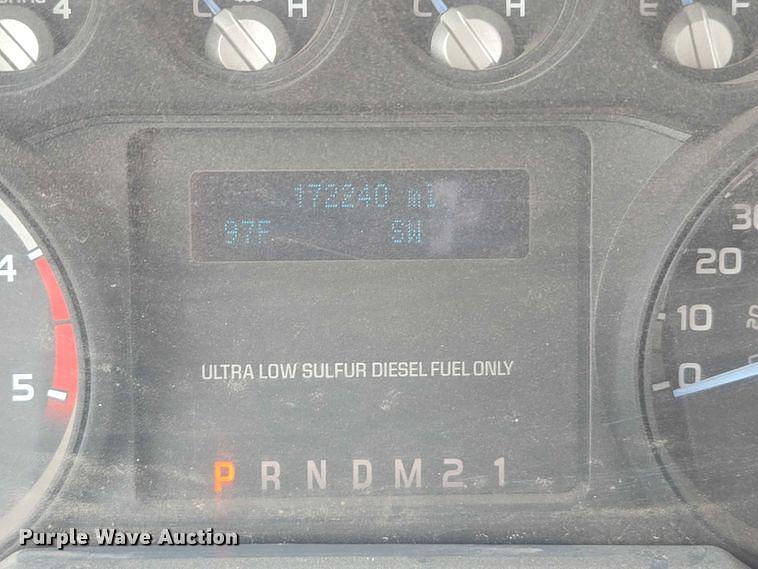 4 C H C H E F
172240 mi
97F SW
4
5
30
20
10
0
ULTRA LOW SULFUR DIESEL FUEL ONLY
P R N D M 2 1
Purple Wave Auction